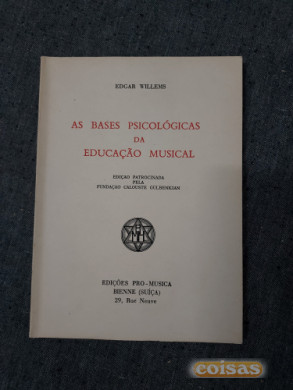 EDGAR WILLEMS
AS BASES PSICOLÓGICAS
DA
EDUCAÇÃO MUSICAL
EDIÇÃO PATROCINADA
PELA
FUNDAÇÃO CALOUSTE GULBENKIAN
EDIÇÕES PRO-MUSICA
BIENNE (SUÍÇA)
29, Rue Neuve
coisas